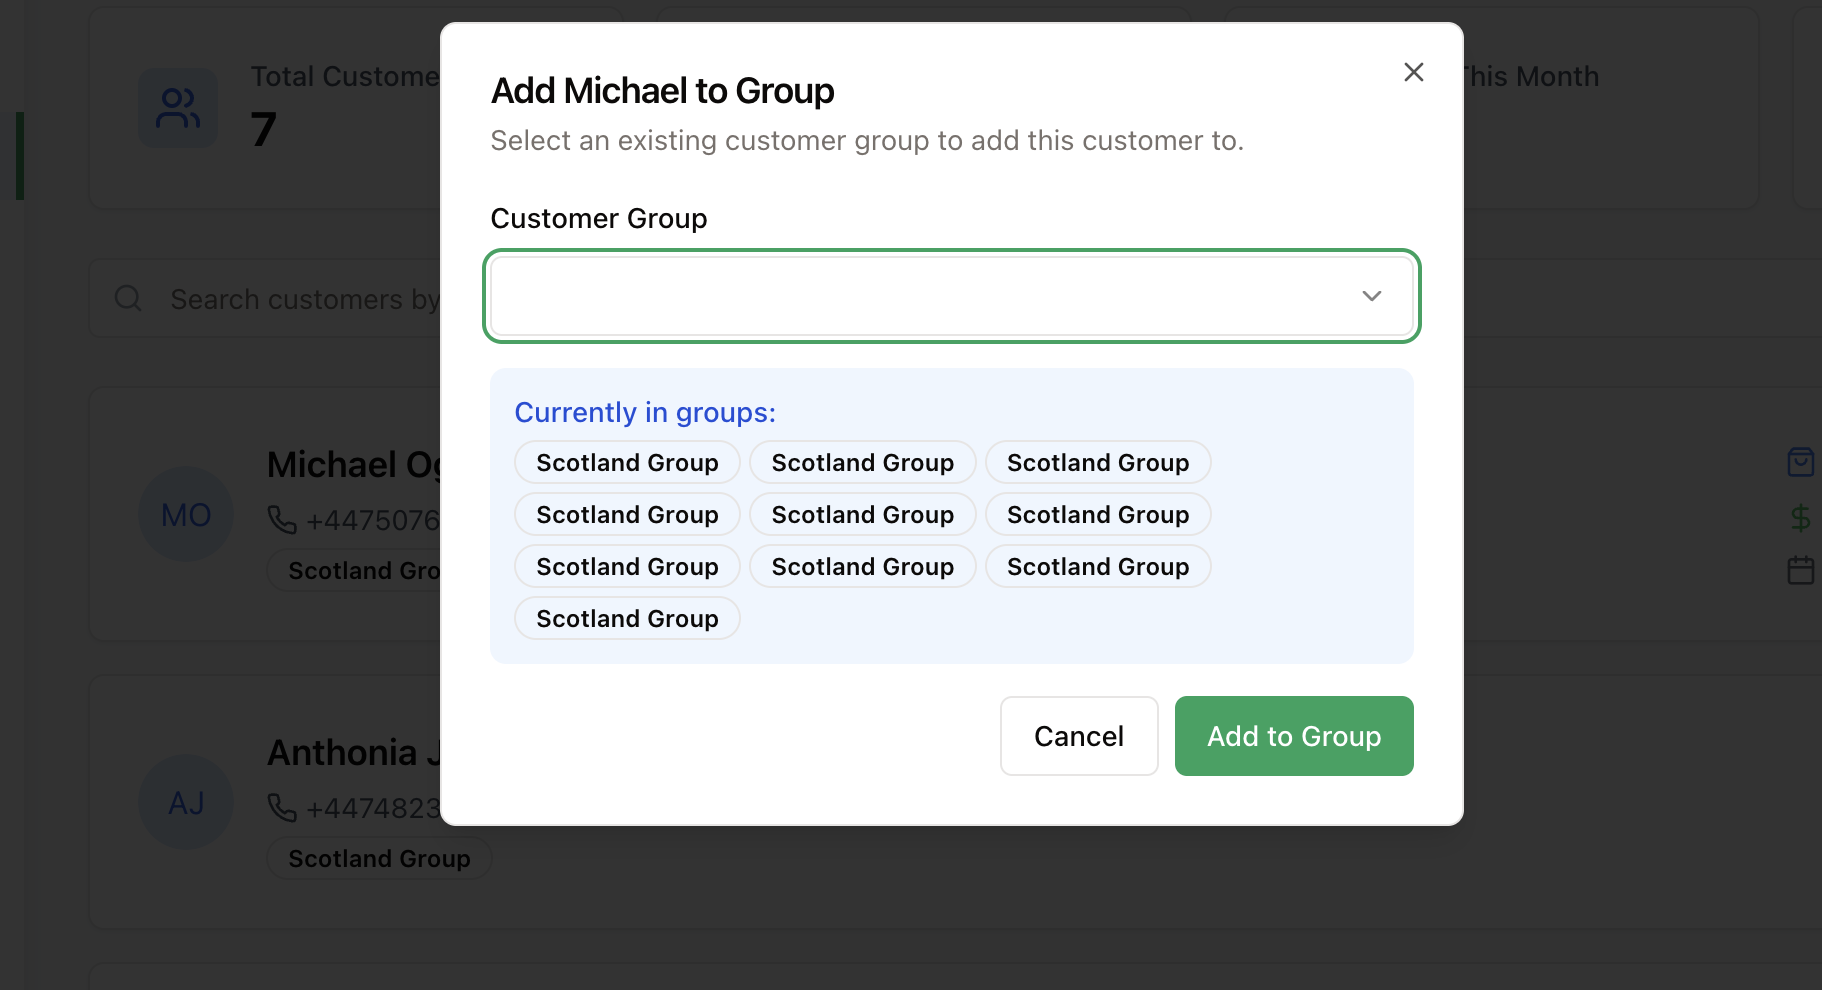 Total Custome
7
This Month
Add Michael to Group
Select an existing customer group to add this customer to.
Customer Group
Search customers by
Currently in groups:
Scotland Group Scotland Group Scotland Group
Scotland Group Scotland Group Scotland Group
Scotland Group Scotland Group Scotland Group
Scotland Group
Cancel Add to Group
MO
Michael Og
+4475076
Scotland Gro
AJ
Anthonia J
+4474823
Scotland Group